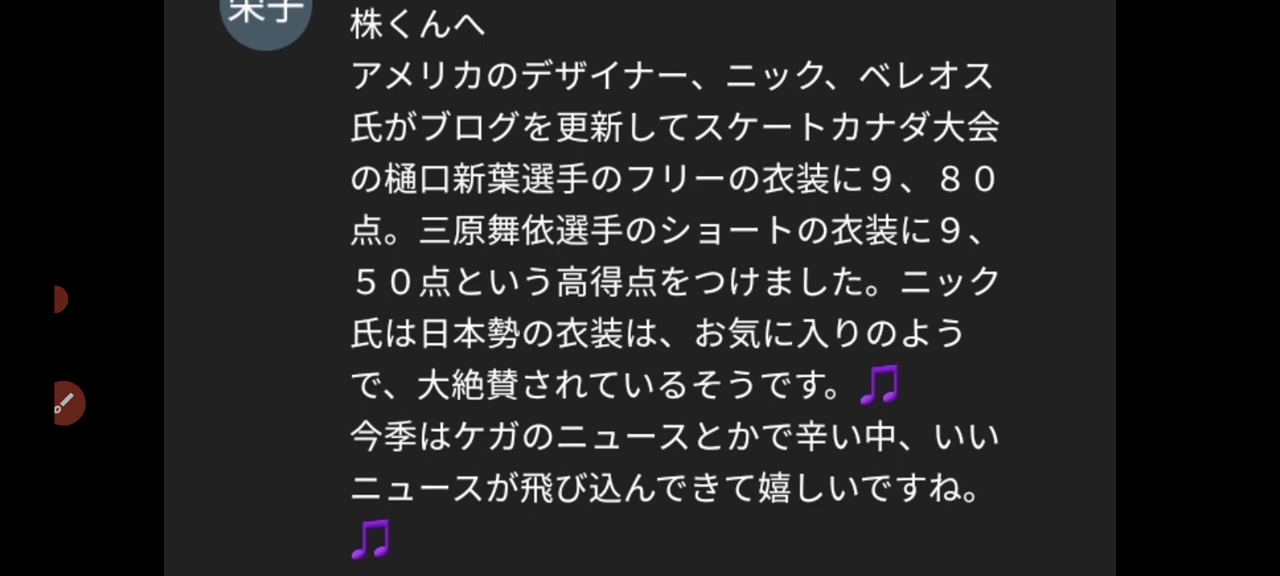 栄子
株くんへ
アメリカのデザイナー、ニック、ベレオス
氏がブログを更新してスケートカナダ大会
の樋口新葉選手のフリーの衣装に９、８０
点。三原舞依選手のショートの衣装に９、
５０点という高得点をつけました。ニック
氏は日本勢の衣装は、お気に入りのよう
で、大絶賛されているそうです。🎵
今季はケガのニュースとかで辛い中、いい
ニュースが飛び込んできて嬉しいですね。
🎵